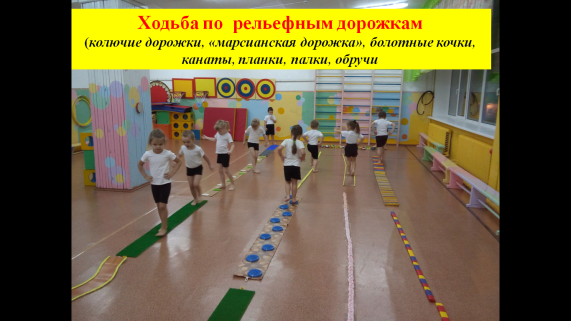 Ходьба по рельефным дорожкам
(колючие дорожки, «марсианская дорожка», болотные кочки,
канаты, планки, палки, обручи